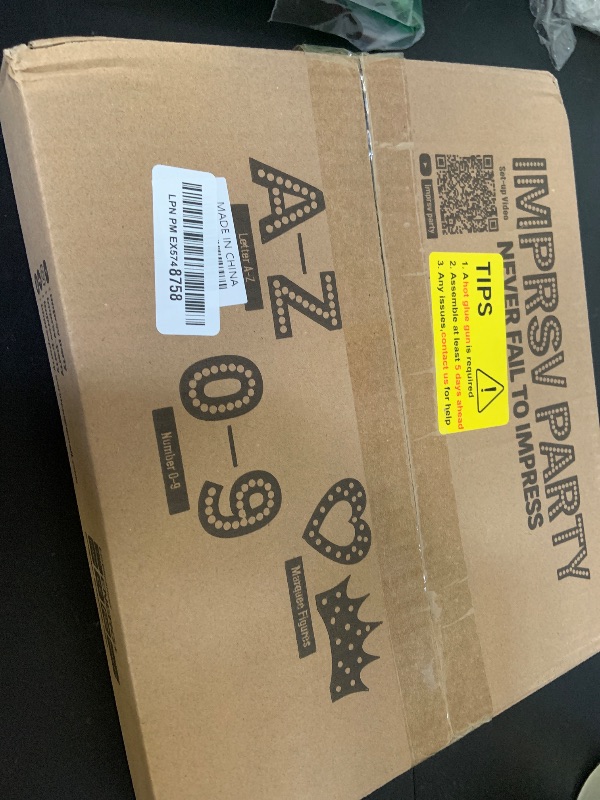 IMPRSV PARTY
NEVER FAIL TO IMPRESS
Set-up Video
imprsv party
TIPS
1. A hot glue gun is required
2. Assemble at least 5 days ahead
3. Any issues,contact us for help
A-Z
Letter A-Z
MADE IN CHINA
LPN PM EX5748758
0-9
Number 0-9
Marquee Figures